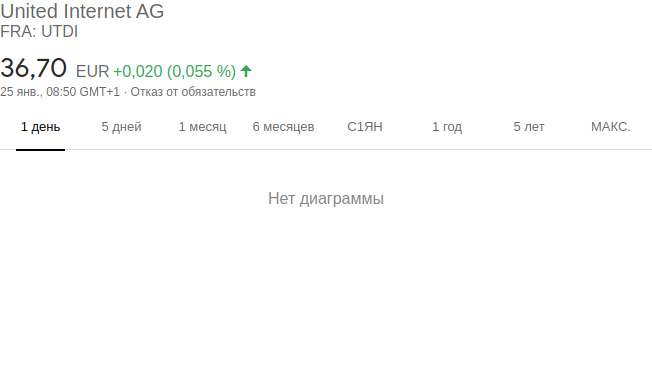 United Internet AG
FRA: UTDI
36,70 EUR +0,020 (0,055 %)
25 янв., 08:50 GMT+1 · Отказ от обязательств
1 день 5 дней 1 месяц 6 месяцев С1ЯН 1 год 5 лет МАКС.
Нет диаграммы